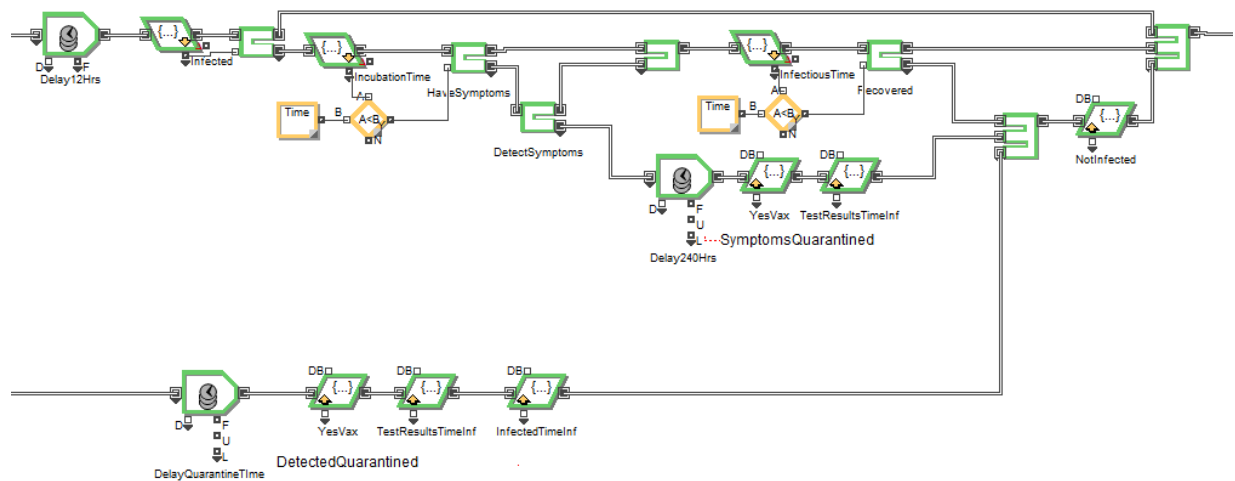 {...}
{...}
D
F
Delay12Hrs
Infected
{...}
IncubationTime
HaveSymptoms
{...}
InfectiousTime
Recovered
A
Time
B
A<B
Y
N
A
Time
B
A<B
Y
N
DB
{...}
NotInfected
DetectSymptoms
D
F
U
L
Delay240Hrs
DB
{...}
YesVax
DB
{...}
TestResultsTimeInf
SymptomsQuarantined
D
F
U
L
DelayQuarantineTIme
DB
{...}
YesVax
DB
{...}
TestResultsTimeInf
DB
{...}
InfectedTimeInf
DetectedQuarantined